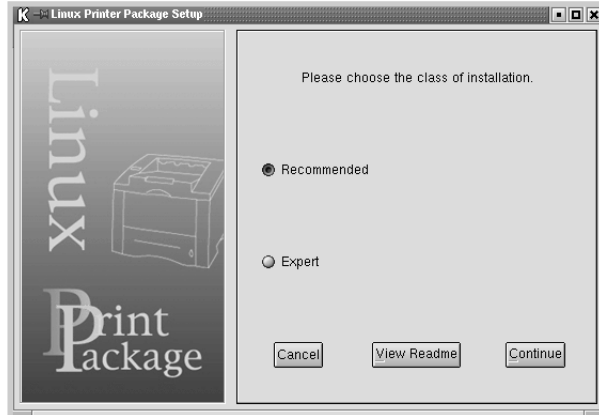 Linux Printer Package Setup
Linux
Print
Package
Please choose the class of installation.
Recommended
Expert
Cancel
View Readme
Continue